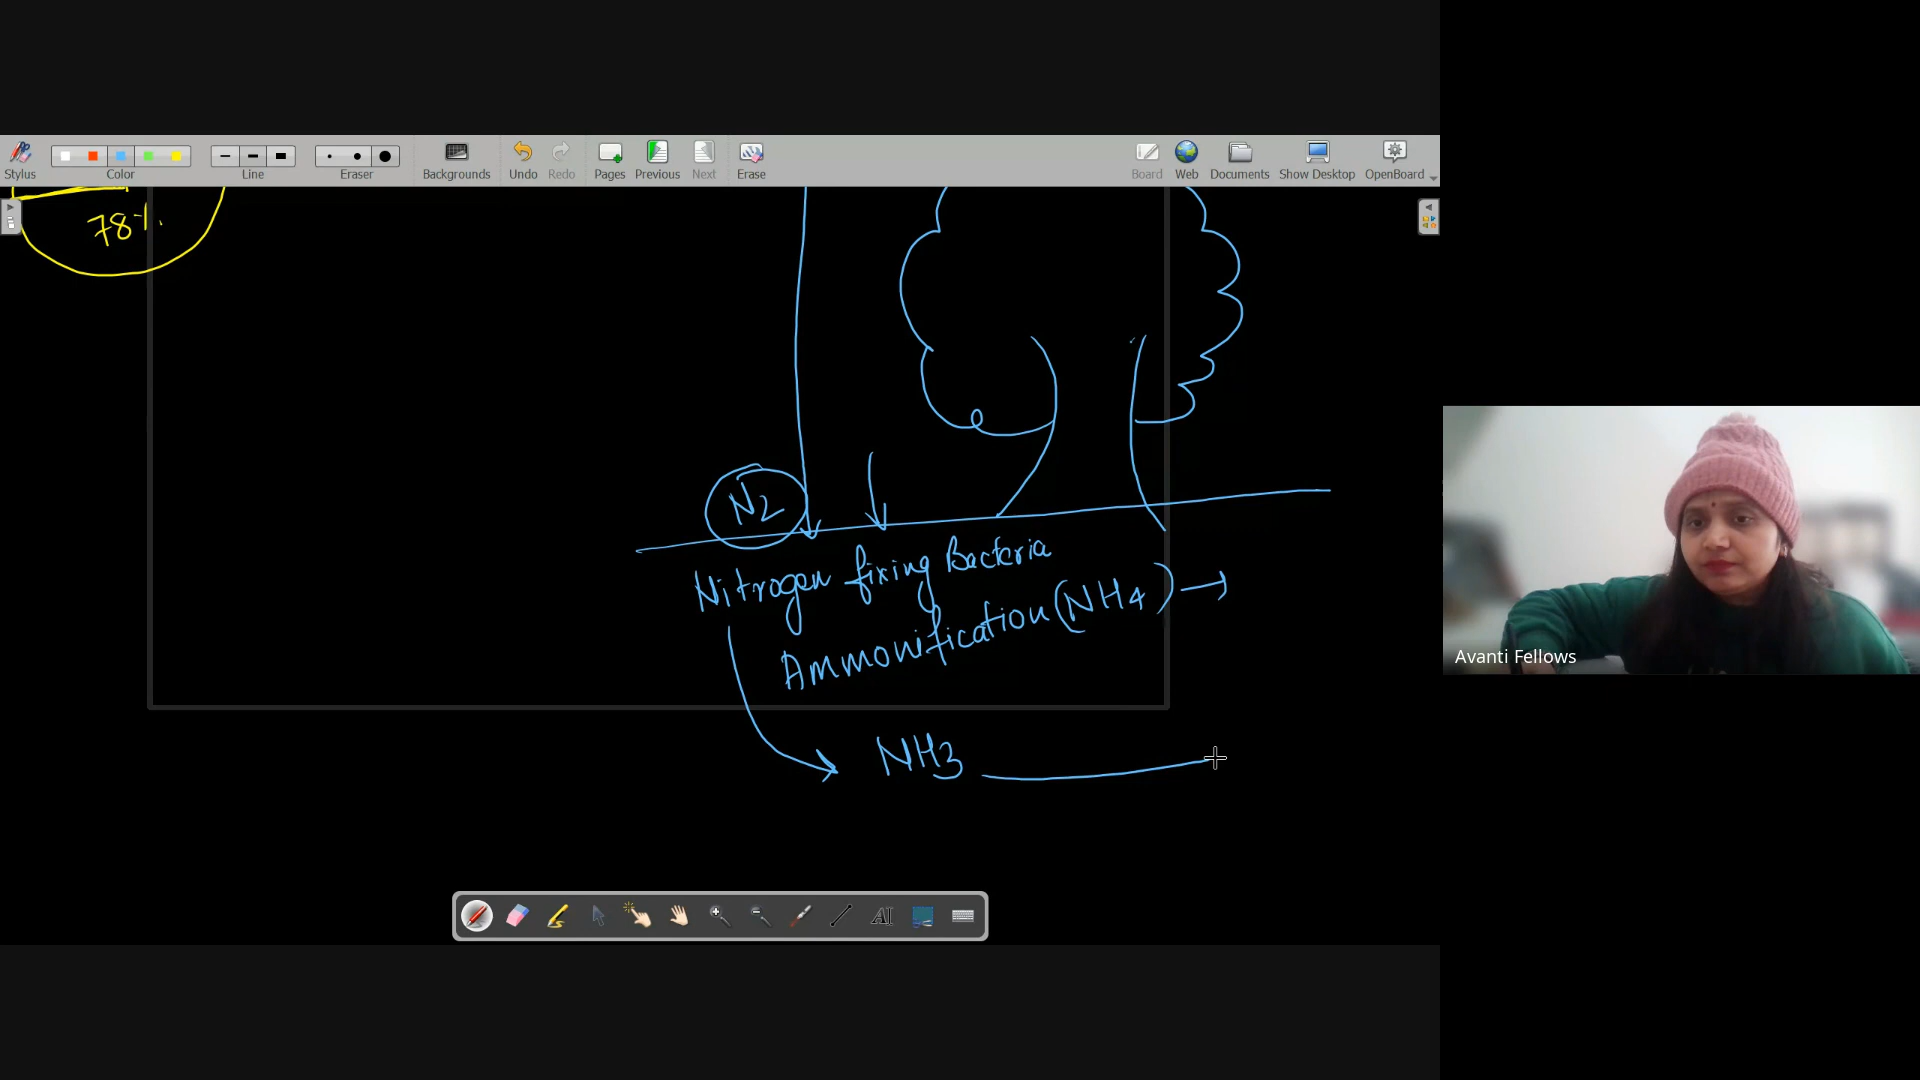 Stylus
Color
Line
Eraser
Backgrounds
Undo
Redo
Pages
Previous
Next
Erase
Board
Web
Documents
Show Desktop
OpenBoard
78%
N2
Nitrogen fixing Bacteria
Ammonification (NH4) →
NH3
Avanti Fellows
AI